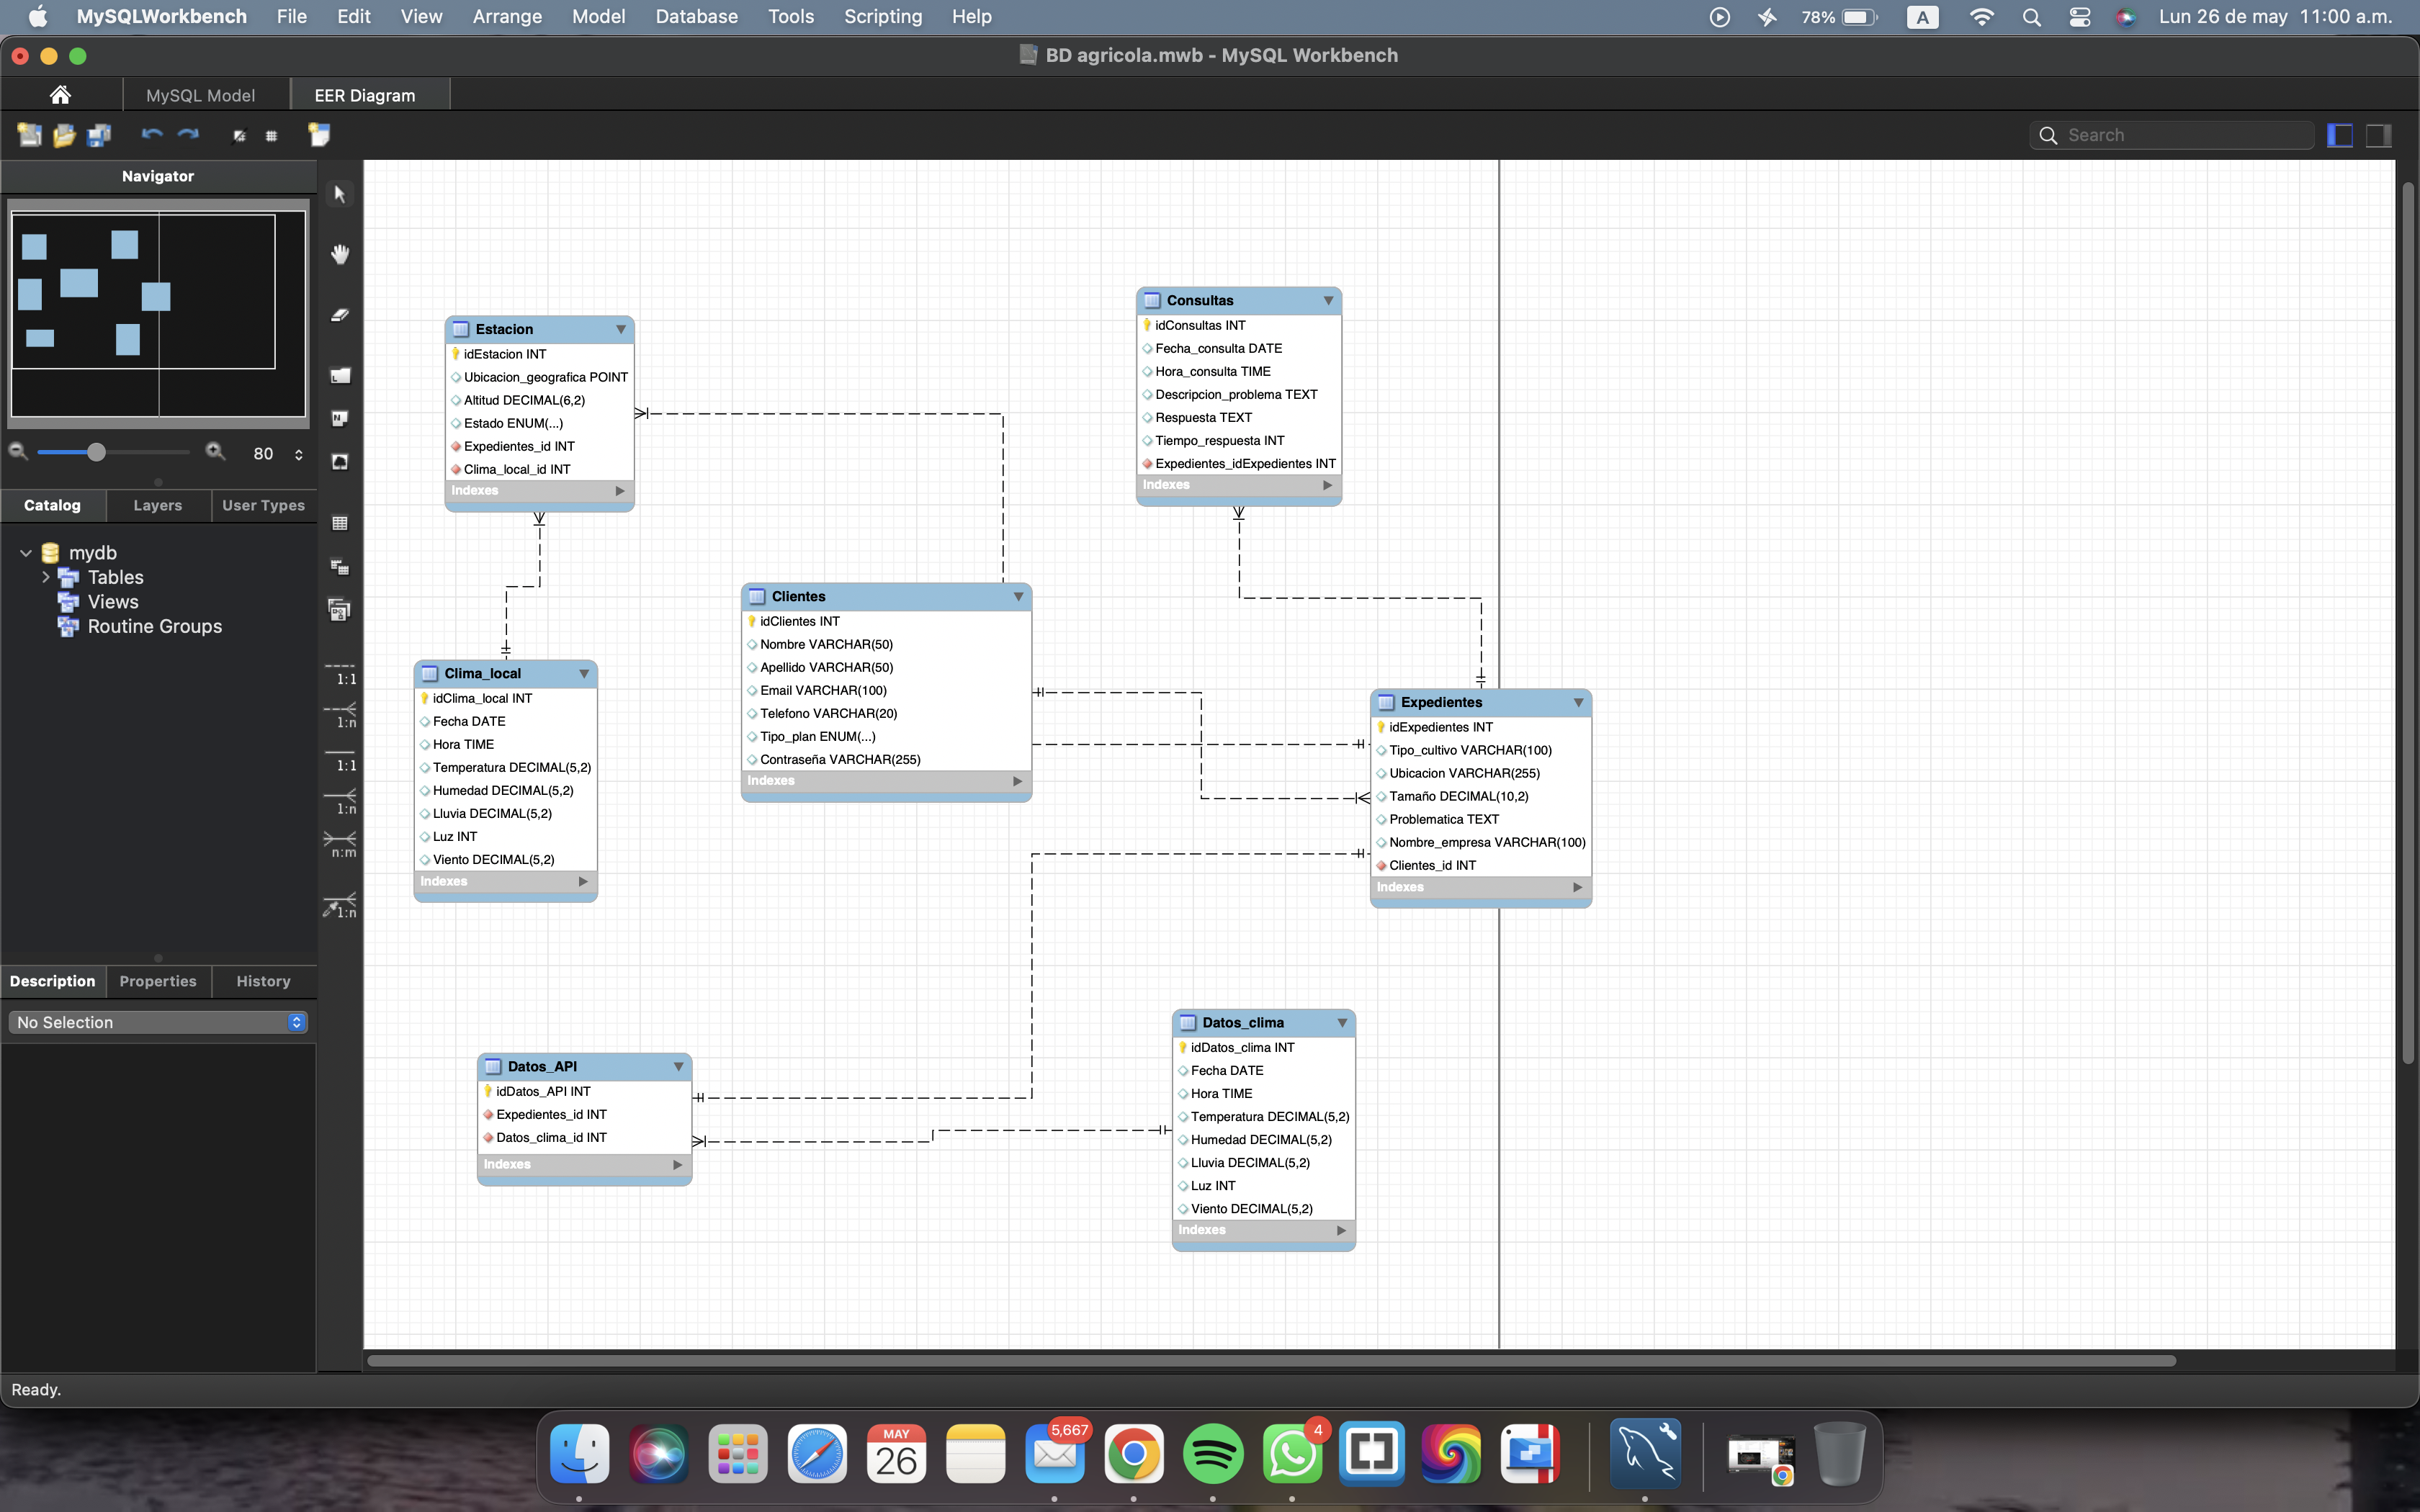 MySQLWorkbench File Edit View Arrange Model Database Tools Scripting Help 78% A Lun 26 de may 11:00 a.m.
BD agricola.mwb - MySQL Workbench
MySQL Model EER Diagram
Search
Navigator
80
Catalog Layers User Types
mydb
Tables
Views
Routine Groups
Description Properties History
No Selection
Ready.
1:1
1:n
1:1
1:n
n:m
1:n
Estacion
idEstacion INT
Ubicacion_geografica POINT
Altitud DECIMAL(6,2)
Estado ENUM(...)
Expedientes_id INT
Clima_local_id INT
Indexes
Consultas
idConsultas INT
Fecha_consulta DATE
Hora_consulta TIME
Descripcion_problema TEXT
Respuesta TEXT
Tiempo_respuesta INT
Expedientes_idExpedientes INT
Indexes
Clientes
idClientes INT
Nombre VARCHAR(50)
Apellido VARCHAR(50)
Email VARCHAR(100)
Telefono VARCHAR(20)
Tipo_plan ENUM(...)
Contraseña VARCHAR(255)
Indexes
Clima_local
idClima_local INT
Fecha DATE
Hora TIME
Temperatura DECIMAL(5,2)
Humedad DECIMAL(5,2)
Lluvia DECIMAL(5,2)
Luz INT
Viento DECIMAL(5,2)
Indexes
Expedientes
idExpedientes INT
Tipo_cultivo VARCHAR(100)
Ubicacion VARCHAR(255)
Tamaño DECIMAL(10,2)
Problematica TEXT
Nombre_empresa VARCHAR(100)
Clientes_id INT
Indexes
Datos_API
idDatos_API INT
Expedientes_id INT
Datos_clima_id INT
Indexes
Datos_clima
idDatos_clima INT
Fecha DATE
Hora TIME
Temperatura DECIMAL(5,2)
Humedad DECIMAL(5,2)
Lluvia DECIMAL(5,2)
Luz INT
Viento DECIMAL(5,2)
Indexes
MAY
26
5,667
4